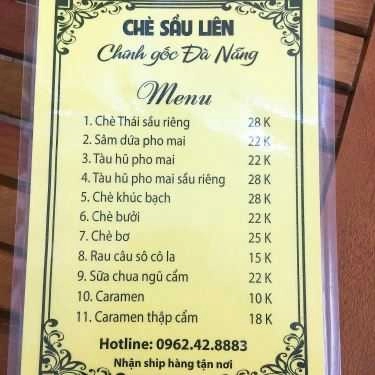 CHÈ SẦU LIÊN
Chính gốc Đà Nẵng
Menu
1. Chè Thái sầu riêng 28 K
2. Sâm dứa pho mai 22 K
3. Tàu hũ pho mai 22 K
4. Tàu hũ pho mai sầu riêng 28 K
5. Chè khúc bạch 28 K
6. Chè bưởi 22 K
7. Chè bơ 25 K
8. Rau câu sô cô la 15 K
9. Sữa chua ngũ cẩm 22 K
10. Caramen 10 K
11. Caramen thập cẩm 18 K
Hotline: 0962.42.8883
Nhận ship hàng tận nơi